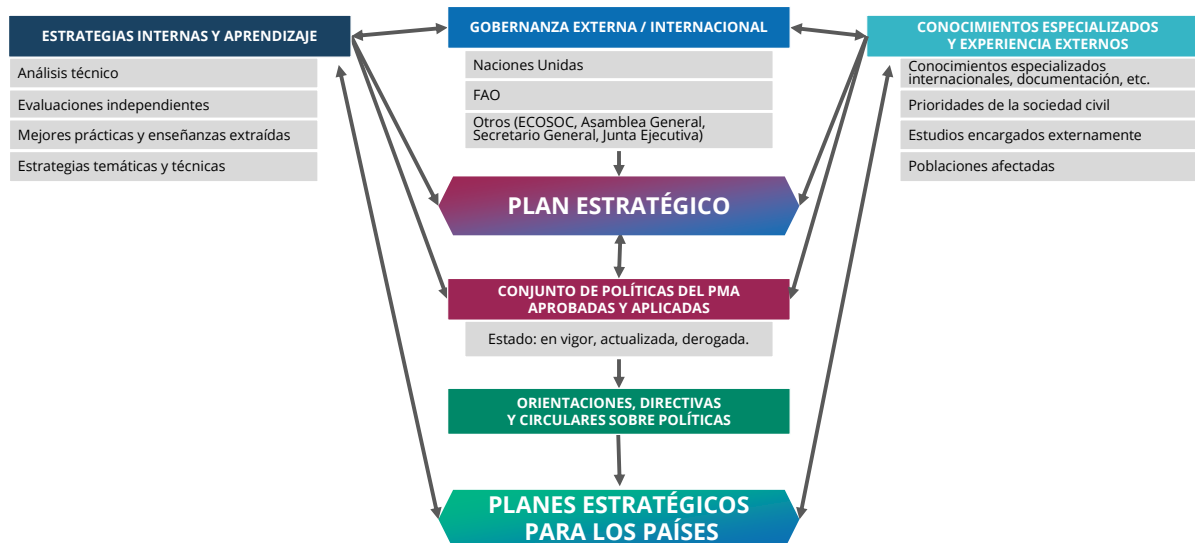 ESTRATEGIAS INTERNAS Y APRENDIZAJE
Análisis técnico
Evaluaciones independientes
Mejores prácticas y enseñanzas extraídas
Estrategias temáticas y técnicas
GOBERNANZA EXTERNA / INTERNACIONAL
Naciones Unidas
FAO
Otros (ECOSOC, Asamblea General,
Secretario General, Junta Ejecutiva)
CONOCIMIENTOS ESPECIALIZADOS
Y EXPERIENCIA EXTERNOS
Conocimientos especializados
internacionales, documentación, etc.
Prioridades de la sociedad civil
Estudios encargados externamente
Poblaciones afectadas
PLAN ESTRATÉGICO
CONJUNTO DE POLÍTICAS DEL PMA
APROBADAS Y APLICADAS
Estado: en vigor, actualizada, derogada.
ORIENTACIONES, DIRECTIVAS
Y CIRCULARES SOBRE POLÍTICAS
PLANES ESTRATÉGICOS
PARA LOS PAÍSES